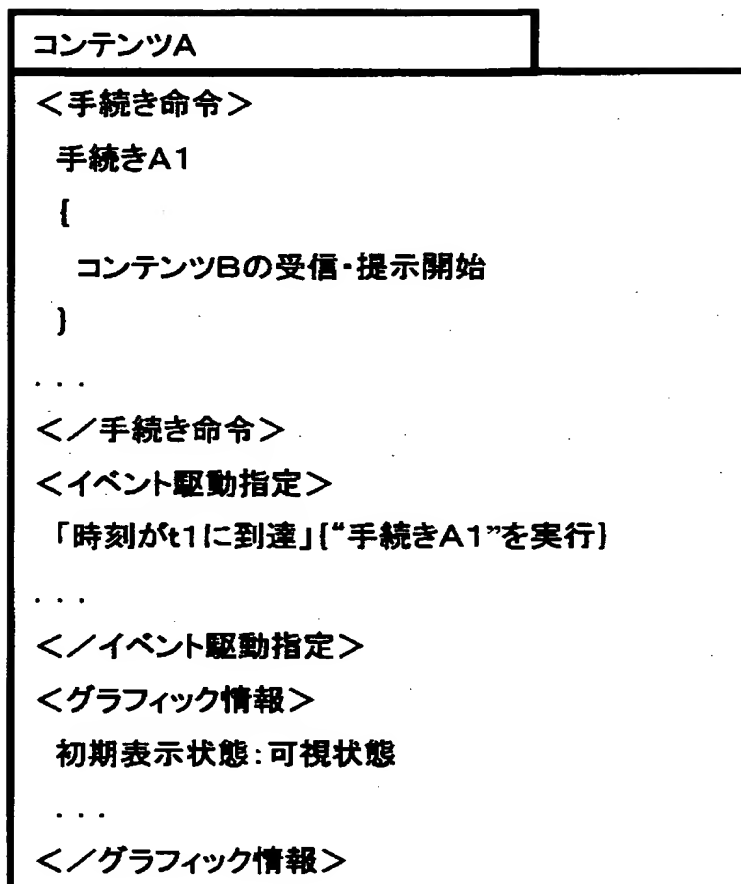 コンテンツA
＜手続き命令＞
手続きA1
{
コンテンツBの受信・提示開始
}
...
＜／手続き命令＞
＜イベント駆動指定＞
「時刻がt1に到達」{“手続きA1”を実行}
...
＜／イベント駆動指定＞
＜グラフィック情報＞
初期表示状態：可視状態
...
＜／グラフィック情報＞